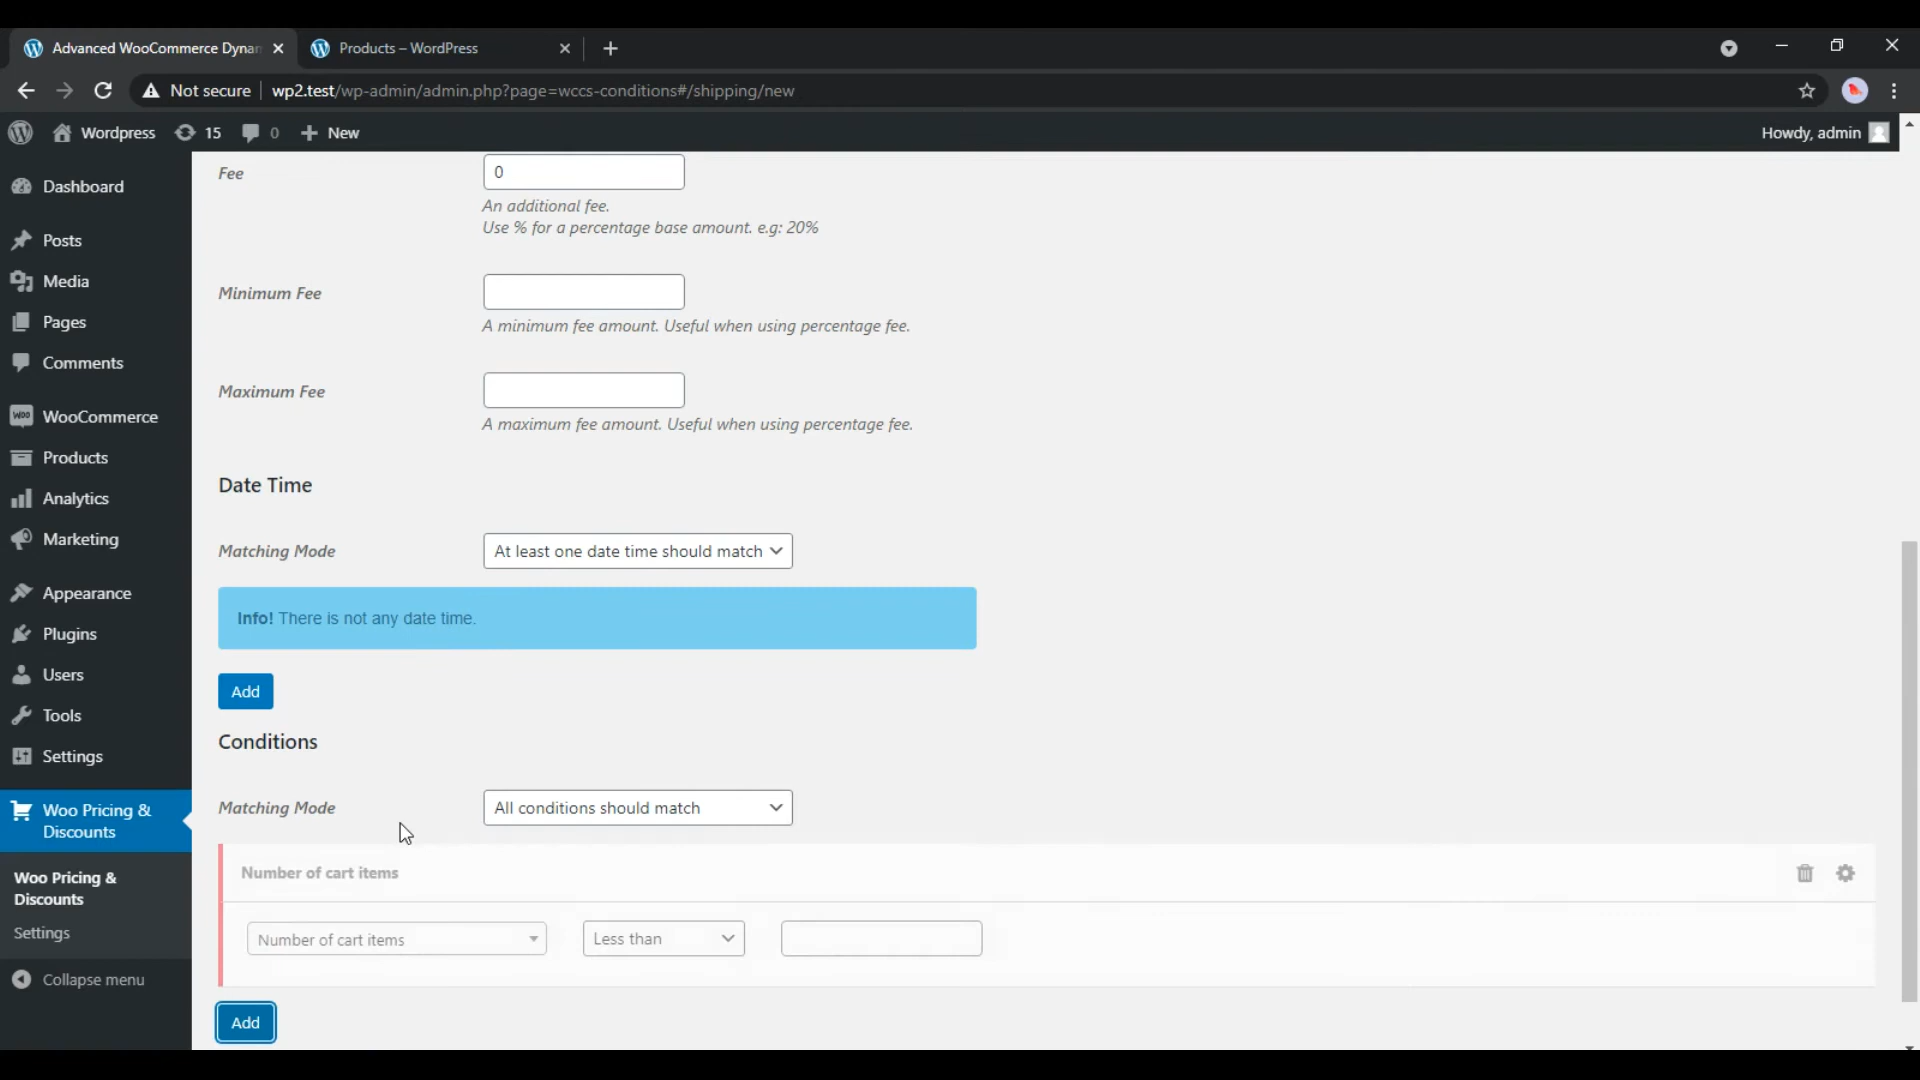 Advanced WooCommerce Dynan
Products – WordPress
Not secure
wp2.test/wp-admin/admin.php?page=wccs-conditions#/shipping/new
Wordpress
15
0
New
Howdy, admin
Dashboard
Posts
Media
Pages
Comments
WOO
WooCommerce
Products
Analytics
Marketing
Appearance
Plugins
Users
Tools
Settings
Woo Pricing &
Discounts
Woo Pricing &
Discounts
Settings
Collapse menu
Fee
0
An additional fee.
Use % for a percentage base amount. e.g: 20%
Minimum Fee
A minimum fee amount. Useful when using percentage fee.
Maximum Fee
A maximum fee amount. Useful when using percentage fee.
Date Time
Matching Mode
At least one date time should match
Info! There is not any date time.
Add
Conditions
Matching Mode
All conditions should match
Number of cart items
Number of cart items
Less than
Add